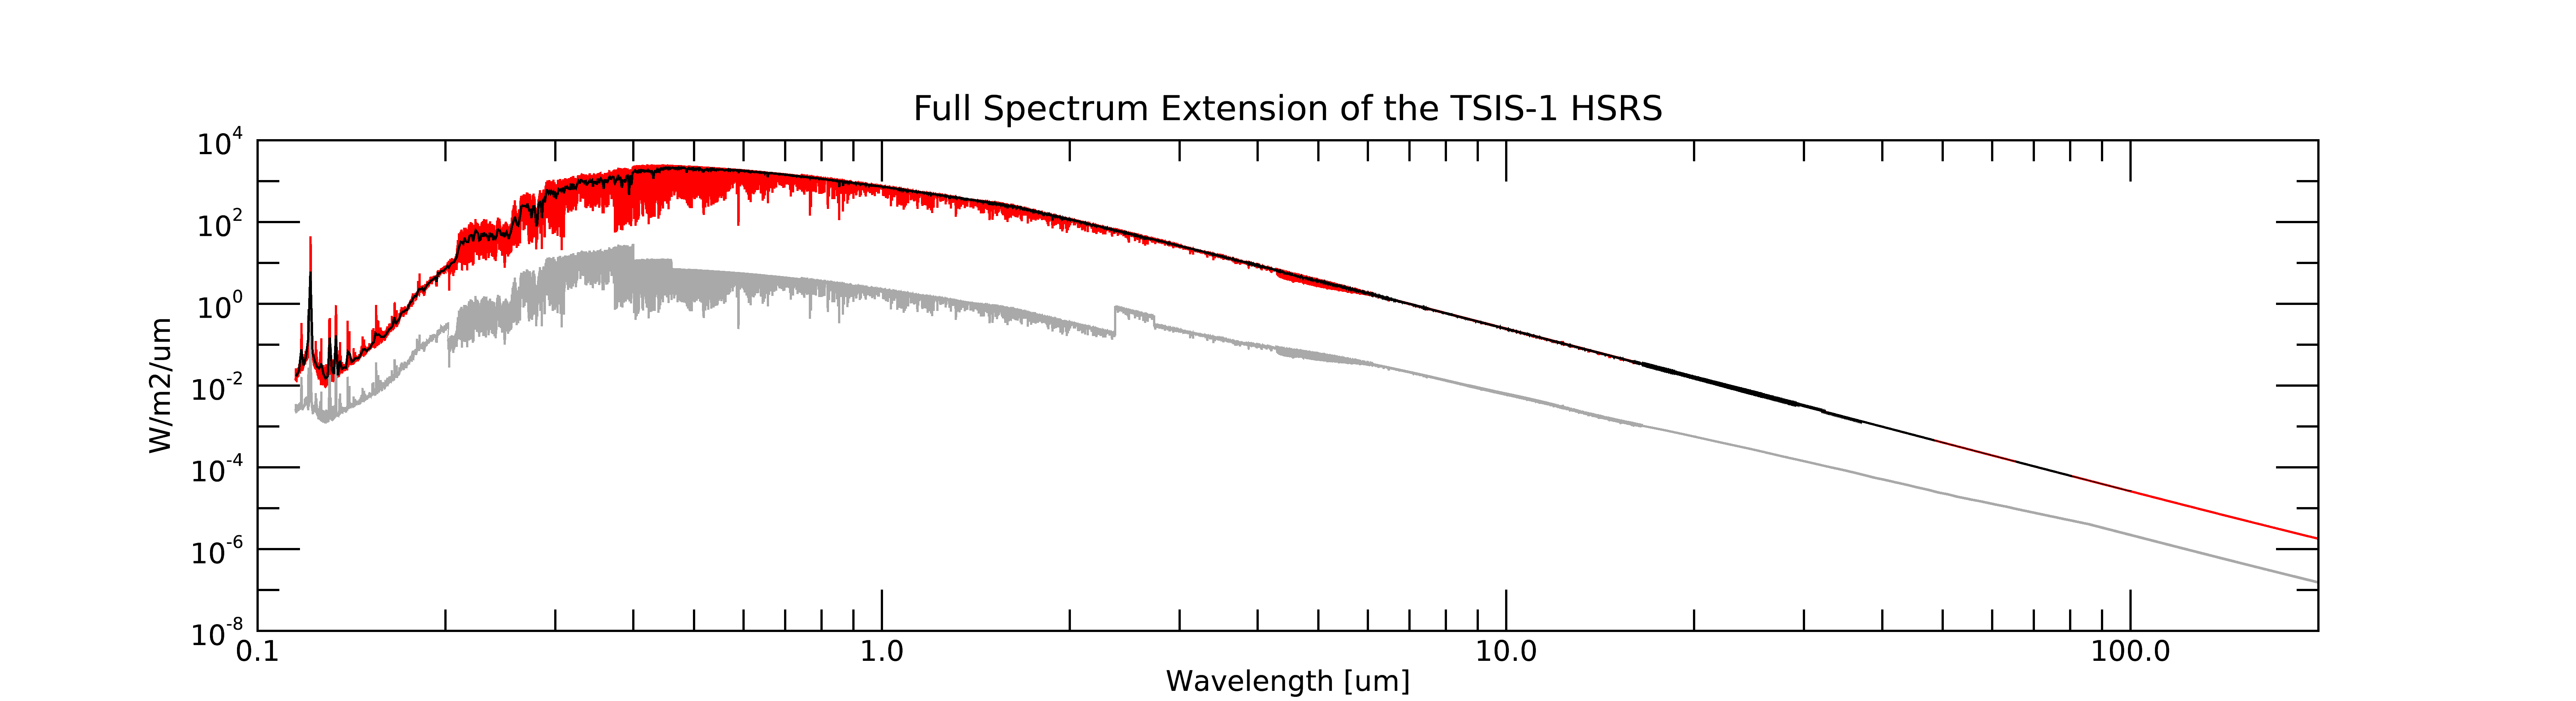 Full Spectrum Extension of the TSIS-1 HSRS
W/m2/um
10^4
10^2
10^0
10^-2
10^-4
10^-6
10^-8
0.1 1.0 10.0 100.0
Wavelength [um]